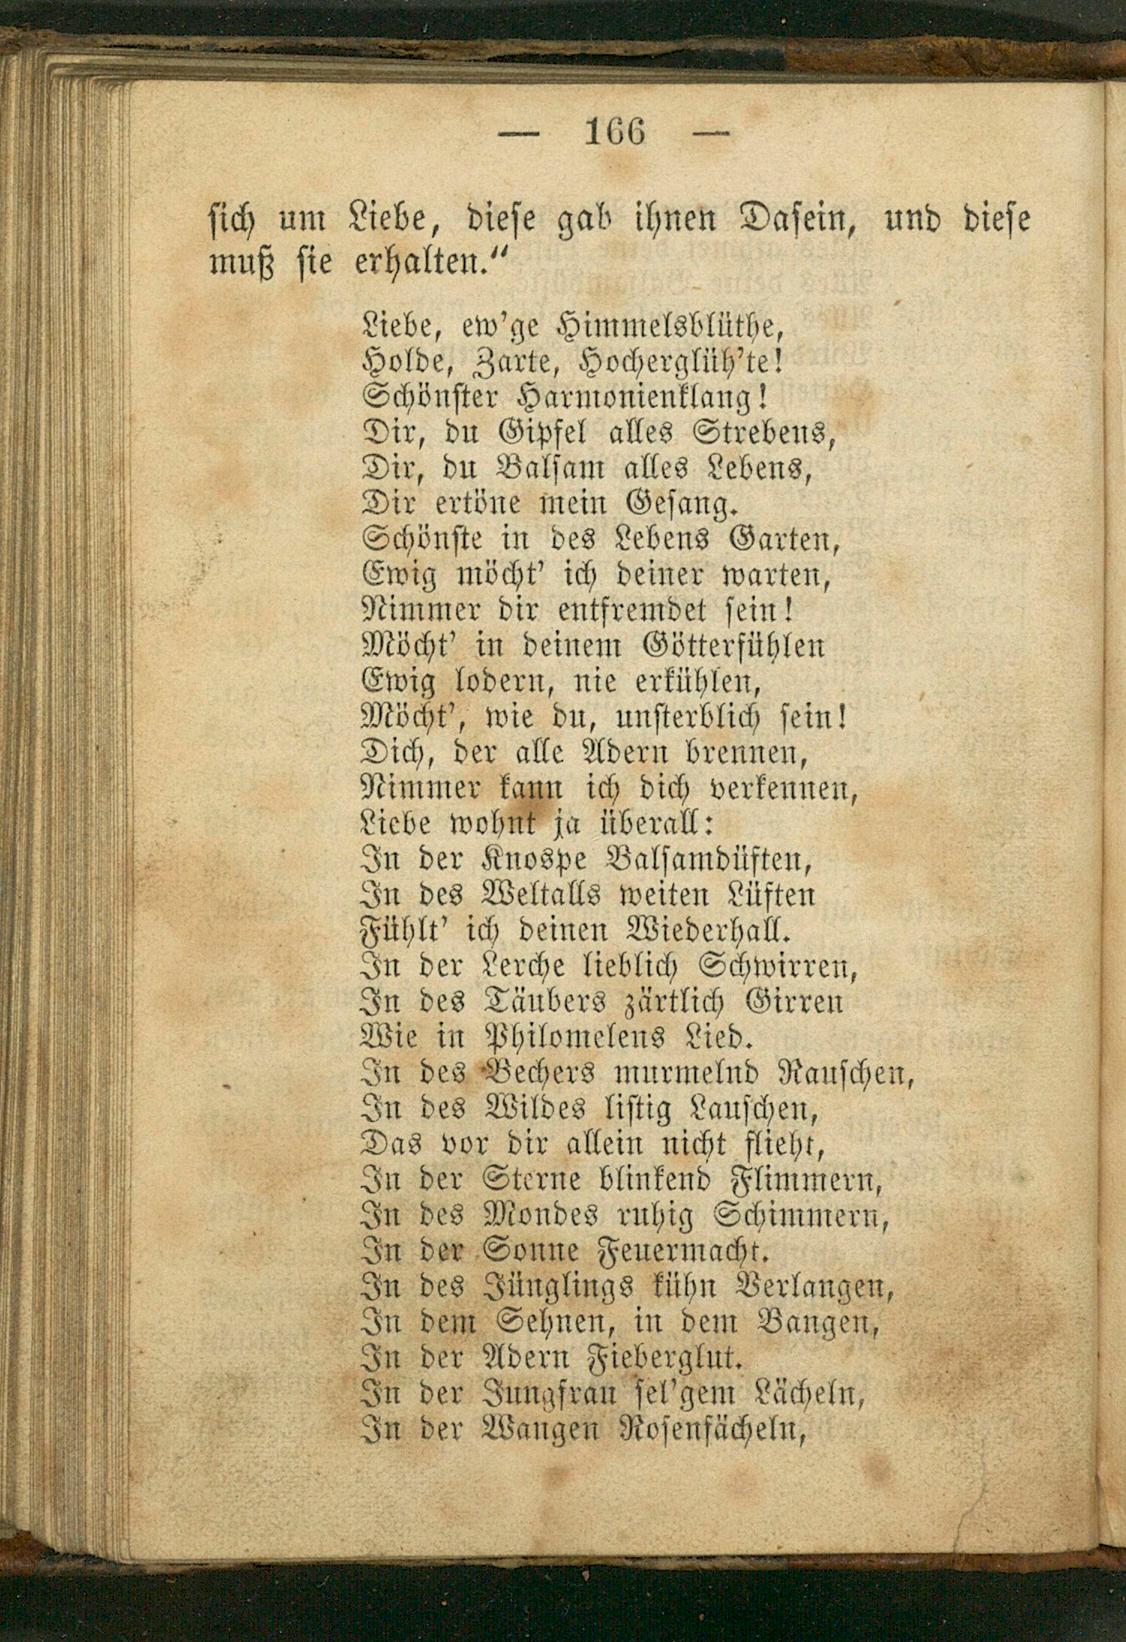 — 166 —
sich um Liebe, diese gab ihnen Dasein, und diese
muß sie erhalten.“
Liebe, ew’ge Himmelsblüthe,
Holde, Zarte, Hocherglüh’te!
Schönster Harmonienklang!
Dir, du Gipfel alles Strebens,
Dir, du Balsam alles Lebens,
Dir ertöne mein Gesang.
Schönste in des Lebens Garten,
Ewig möcht’ ich deiner warten,
Nimmer dir entfremdet sein!
Möcht’ in deinem Götterfühlen
Ewig lodern, nie erkühlen,
Möcht’, wie du, unsterblich sein!
Dich, der alle Adern brennen,
Nimmer kann ich dich verkennen,
Liebe wohnt ja überall:
In der Knospe Balsamdüften,
In des Weltalls weiten Lüften
Fühlt’ ich deinen Wiederhall.
In der Lerche lieblich Schwirren,
In des Täubers zärtlich Girren
Wie in Philomelens Lied.
In des Bechers murmelnd Rauschen,
In des Wildes listig Lauschen,
Das vor dir allein nicht flieht,
In der Sterne blinkend Flimmern,
In des Mondes ruhig Schimmern,
In der Sonne Feuermacht.
In des Jünglings kühn Verlangen,
In dem Sehnen, in dem Bangen,
In der Adern Fieberglut.
In der Jungfrau sel’gem Lächeln,
In der Wangen Rosenfächeln,